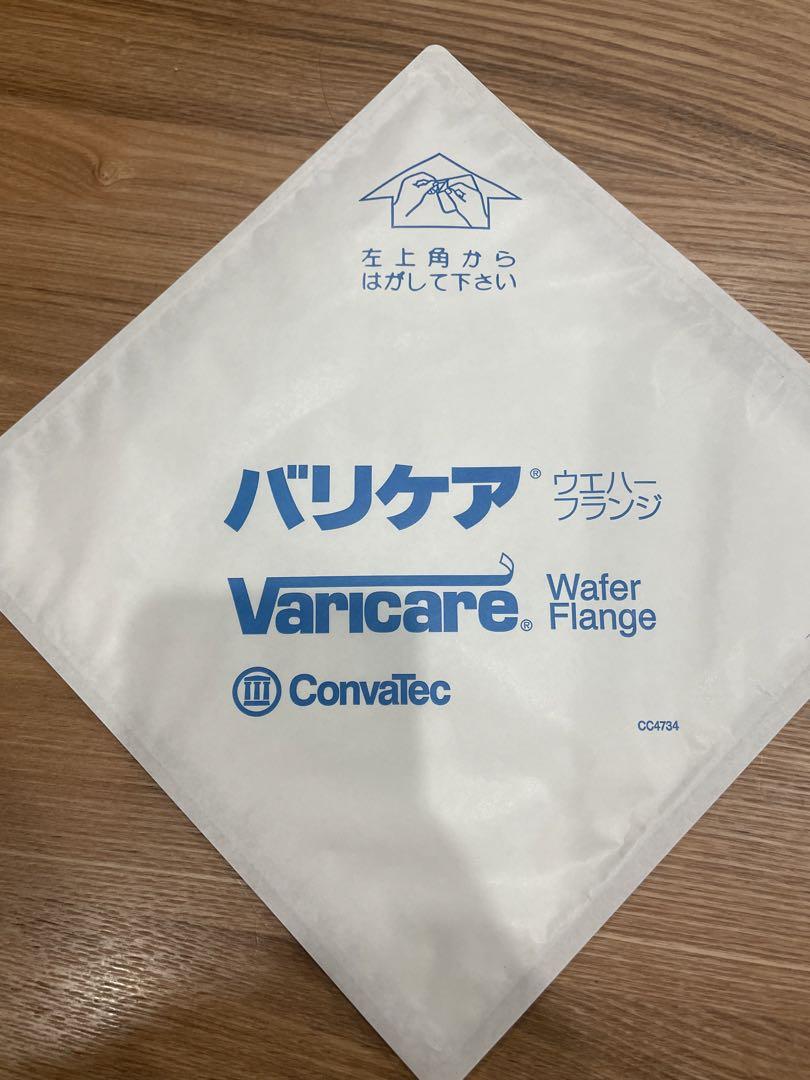 左上角から
はがして下さい
バリケア® ウエハー
フランジ
Varicare® Wafer
Flange
ConvaTec
CC4734